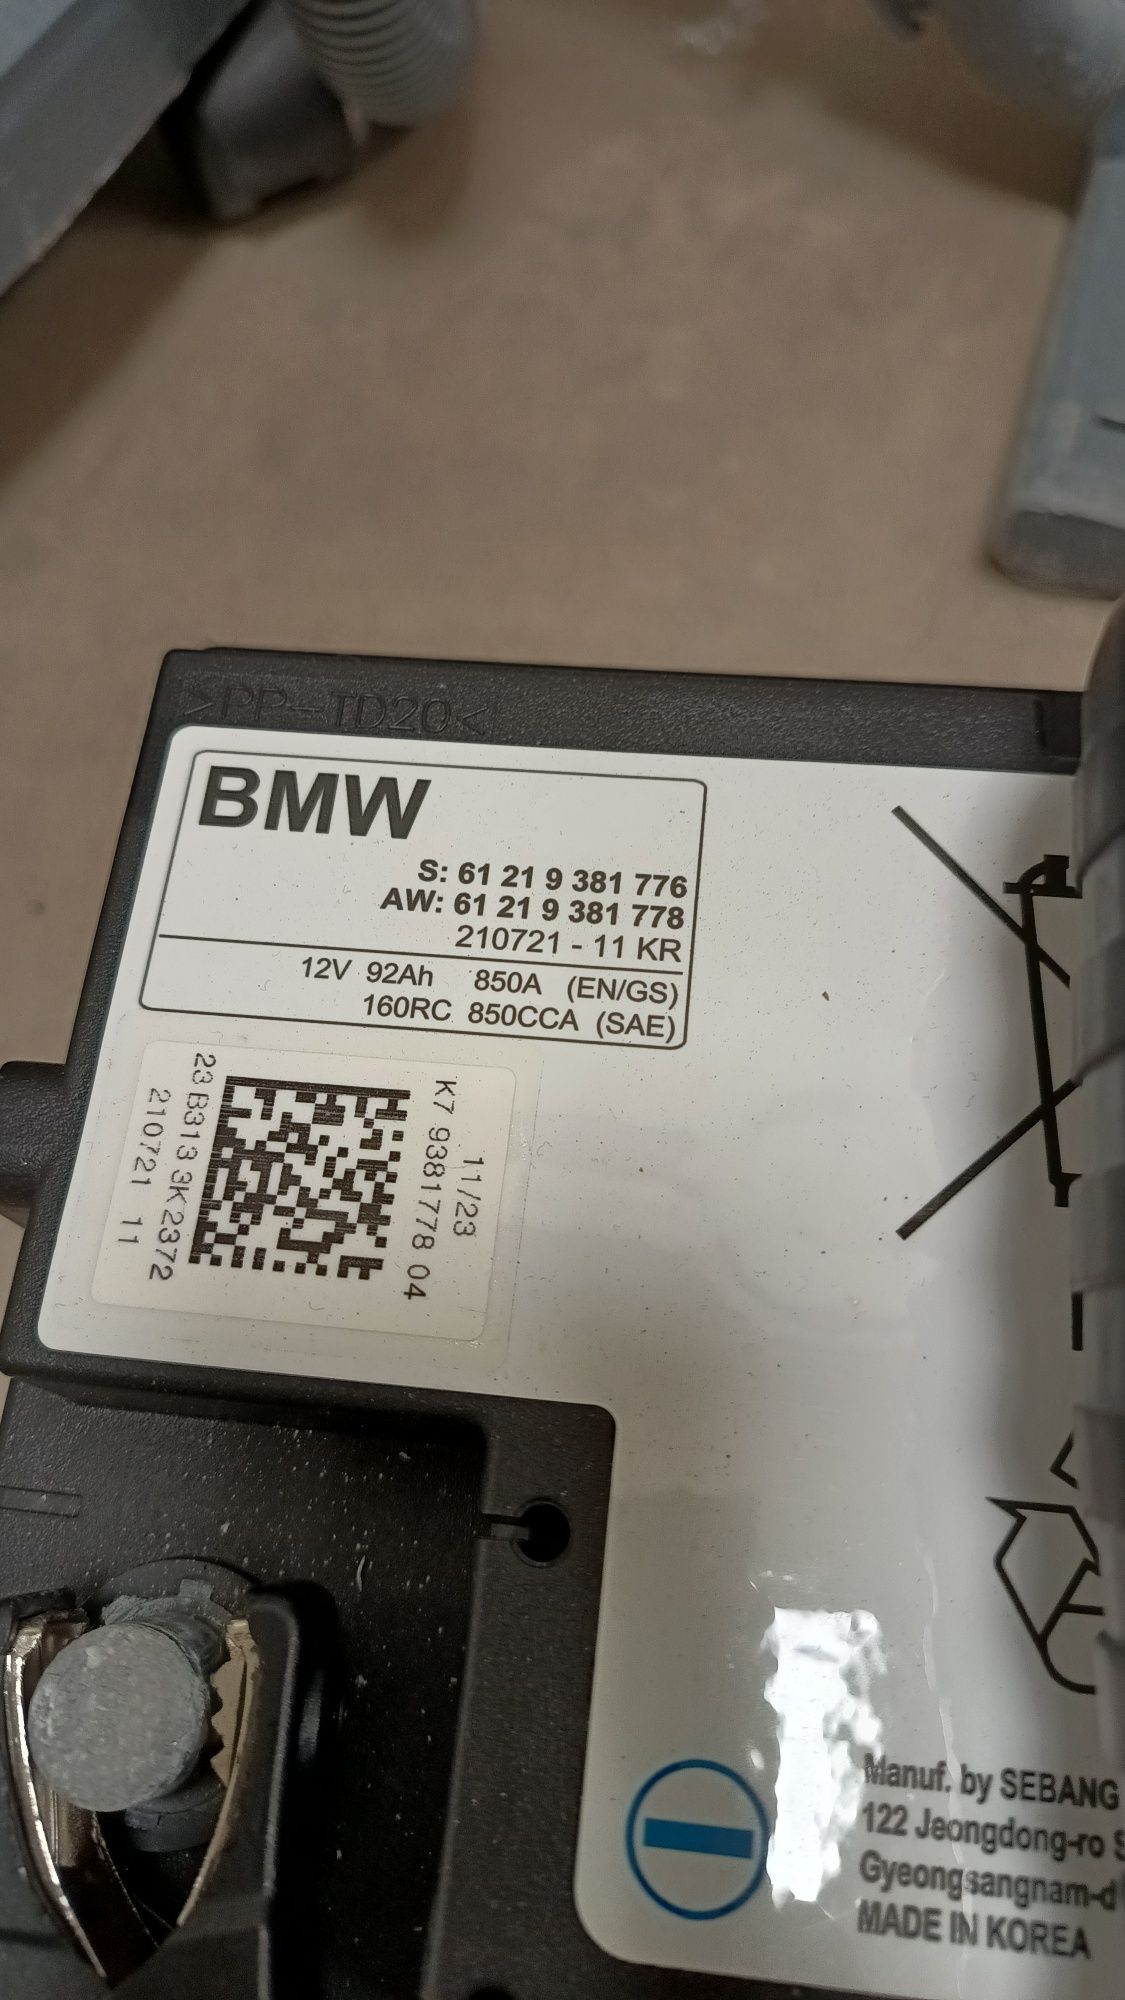 >PP-TD20<
BMW
S: 61 21 9 381 776
AW: 61 21 9 381 778
210721 - 11 KR
12V 92Ah 850A (EN/GS)
160RC 850CCA (SAE)
11/23
K7 9381778 04
23 B313 3K2372
210721 11
Manuf. by SEBANG
122 Jeongdong-ro S
Gyeongsangnam-d
MADE IN KOREA